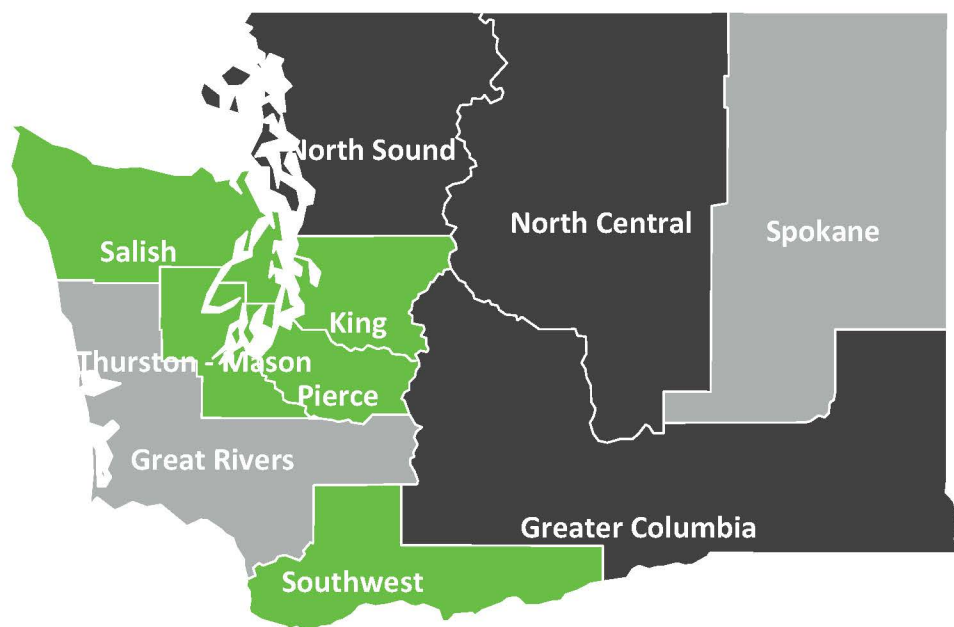 North Sound
North Central
Spokane
Salish
King
Thurston - Mason
Pierce
Great Rivers
Greater Columbia
Southwest